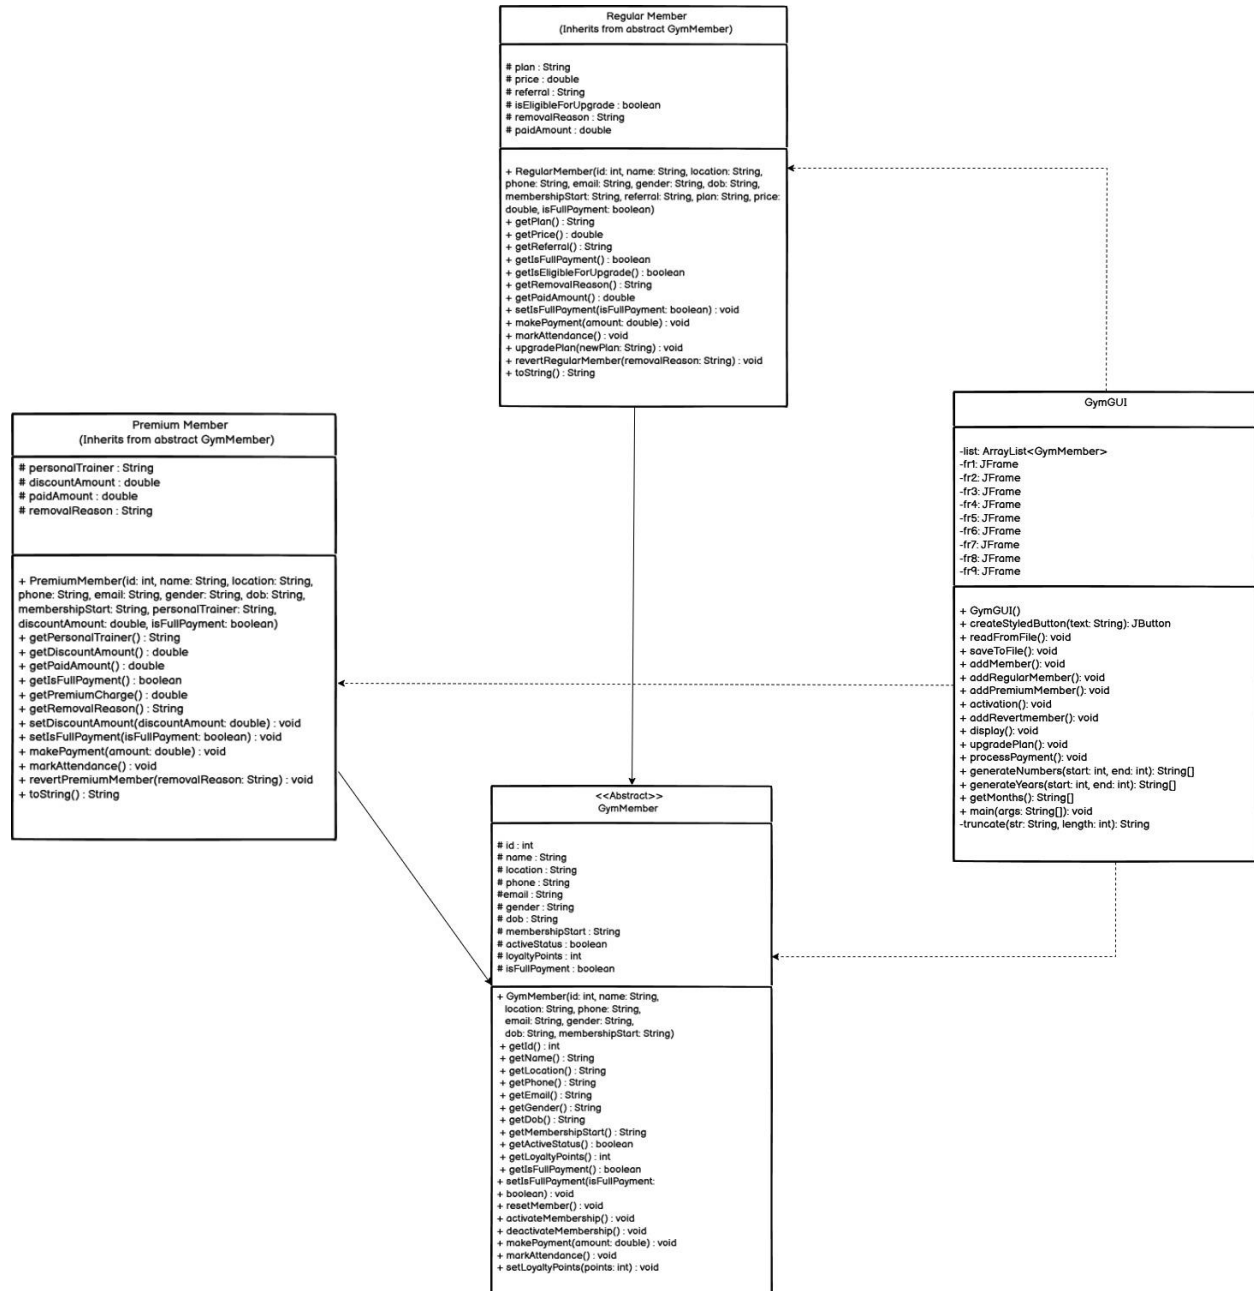 Regular Member
(Inherits from abstract GymMember)
# plan : String
# price : double
# referral : String
# isEligibleForUpgrade : boolean
# removalReason : String
# paidAmount : double
+ RegularMember(id: int, name: String, location: String,
phone: String, email: String, gender: String, dob: String,
membershipStart: String, referral: String, plan: String, price:
double, isFullPayment: boolean)
+ getPlan() : String
+ getPrice() : double
+ getReferral() : String
+ getIsFullPayment() : boolean
+ getIsEligibleForUpgrade() : boolean
+ getRemovalReason() : String
+ getPaidAmount() : double
+ setIsFullPayment(isFullPayment: boolean) : void
+ makePayment(amount: double) : void
+ markAttendance() : void
+ upgradePlan(newPlan: String) : void
+ revertRegularMember(removalReason: String) : void
+ toString() : String
Premium Member
(Inherits from abstract GymMember)
# personalTrainer : String
# discountAmount : double
# paidAmount : double
# removalReason : String
+ PremiumMember(id: int, name: String, location: String,
phone: String, email: String, gender: String, dob: String,
membershipStart: String, personalTrainer: String,
discountAmount: double, isFullPayment: boolean)
+ getPersonalTrainer() : String
+ getDiscountAmount() : double
+ getPaidAmount() : double
+ getIsFullPayment() : boolean
+ getPremiumCharge() : double
+ getRemovalReason() : String
+ setDiscountAmount(discountAmount: double) : void
+ setIsFullPayment(isFullPayment: boolean) : void
+ makePayment(amount: double) : void
+ markAttendance() : void
+ revertPremiumMember(removalReason: String) : void
+ toString() : String
GymGUI
-list: ArrayList<GymMember>
-fr1: JFrame
-fr2: JFrame
-fr3: JFrame
-fr4: JFrame
-fr5: JFrame
-fr6: JFrame
-fr7: JFrame
-fr8: JFrame
-fr9: JFrame
+ GymGUI()
+ createStyledButton(text: String): JButton
+ readFromFile(): void
+ saveToFile(): void
+ addMember(): void
+ addRegularMember(): void
+ addPremiumMember(): void
+ activation(): void
+ addRevertmember(): void
+ display(): void
+ upgradePlan(): void
+ processPayment(): void
+ generateNumbers(start: int, end: int): String[]
+ generateYears(start: int, end: int): String[]
+ getMonths(): String[]
+ main(args: String[]): void
-truncate(str: String, length: int): String
<<Abstract>>
GymMember
# id : int
# name : String
# location : String
# phone : String
#email : String
# gender : String
# dob : String
# membershipStart : String
# activeStatus : boolean
# loyaltyPoints : int
# isFullPayment : boolean
+ GymMember(id: int, name: String,
location: String, phone: String,
email: String, gender: String,
dob: String, membershipStart: String)
+ getId() : int
+ getName() : String
+ getLocation() : String
+ getPhone() : String
+ getEmail() : String
+ getGender() : String
+ getDob() : String
+ getMembershipStart() : String
+ getActiveStatus() : boolean
+ getLoyaltyPoints() : int
+ getIsFullPayment() : boolean
+ setIsFullPayment(isFullPayment:
+ boolean) : void
+ resetMember() : void
+ activateMembership() : void
+ deactivateMembership() : void
+ makePayment(amount: double) : void
+ markAttendance() : void
+ setLoyaltyPoints(points: int) : void